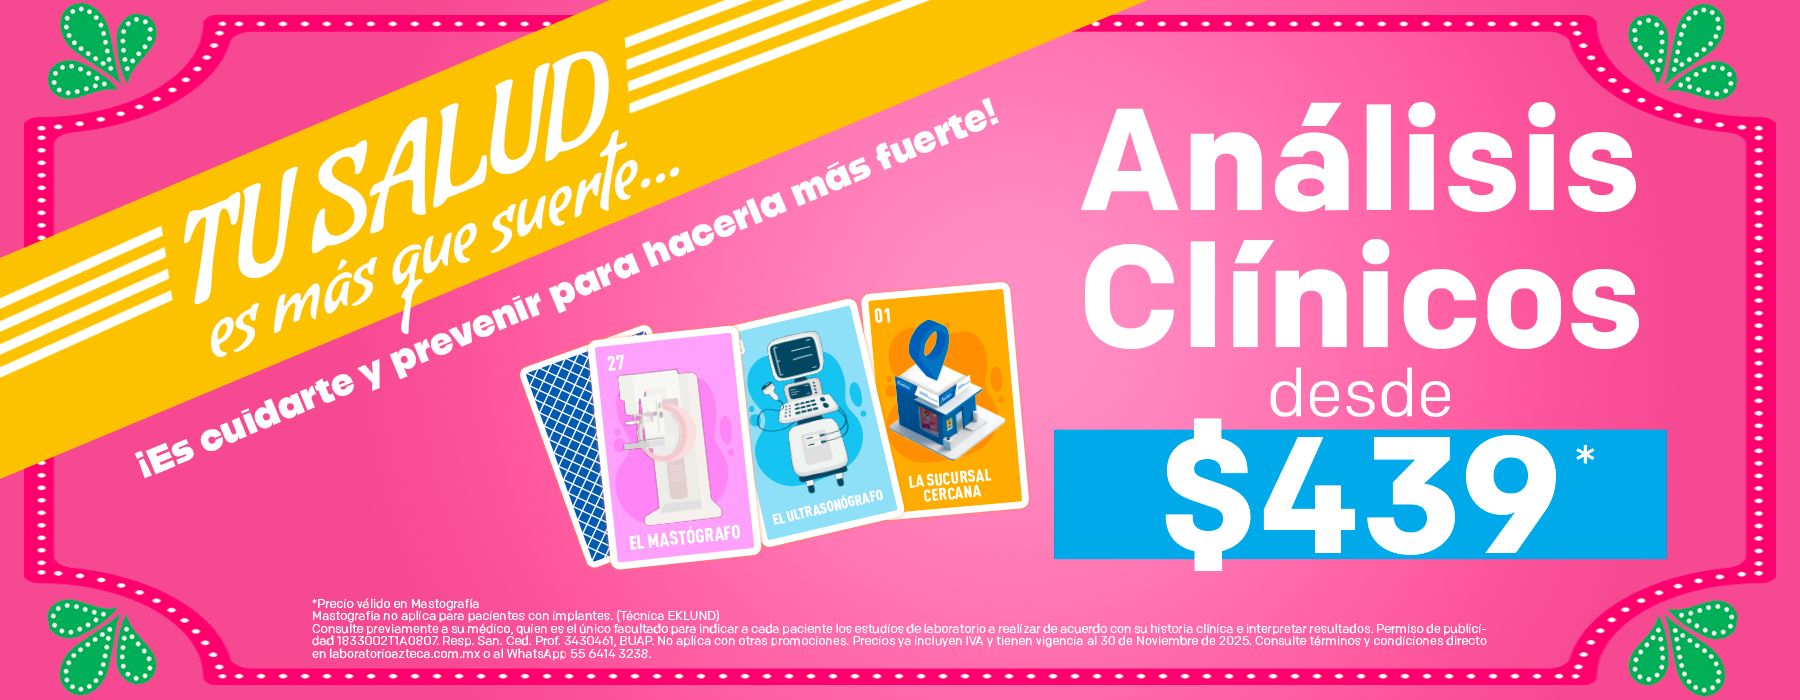 TU SALUD
es más que suerte...
¡Es cuidarte y prevenir para hacerla más fuerte!
27
EL MASTÓGRAFO
EL ULTRASONÓGRAFO
01
LA SUCURSAL
CERCANA
Análisis
Clínicos
desde
$439*
*Precio válido en Mastografía
Mastografía no aplica para pacientes con implantes. (Técnica EKLUND)
Consulte previamente a su médico, quien es el único facultado para indicar a cada paciente los estudios de laboratorio a realizar de acuerdo con su historia clínica e interpretar resultados. Permiso de publici-
dad 1833002T1A0807. Resp. San. Ced. Prof. 3430461, BUAP. No aplica con otras promociones. Precios ya incluyen IVA y tienen vigencia al 30 de Noviembre de 2025. Consulte términos y condiciones directo
en laboratorioazteca.com.mx o al WhatsApp 55 6414 3238.